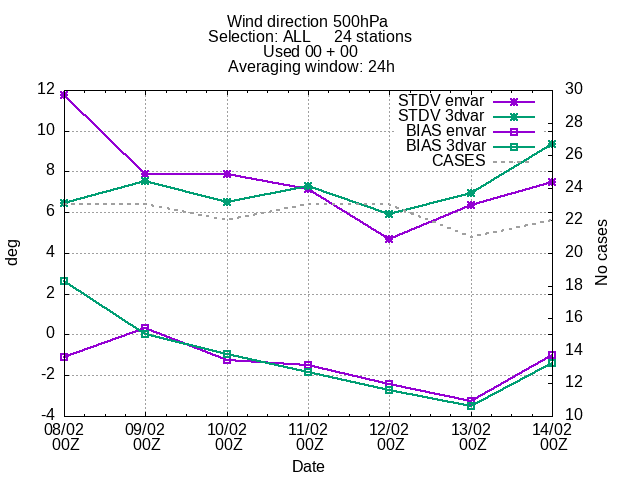 Wind direction 500hPa
Selection: ALL 24 stations
Used 00 + 00
Averaging window: 24h
STDV envar
STDV 3dvar
BIAS envar
BIAS 3dvar
CASES
12
10
8
6
4
2
0
-2
-4
deg
30
28
26
24
22
20
18
16
14
12
10
No cases
08/02 09/02 10/02 11/02 12/02 13/02 14/02
00Z 00Z 00Z 00Z 00Z 00Z 00Z
Date